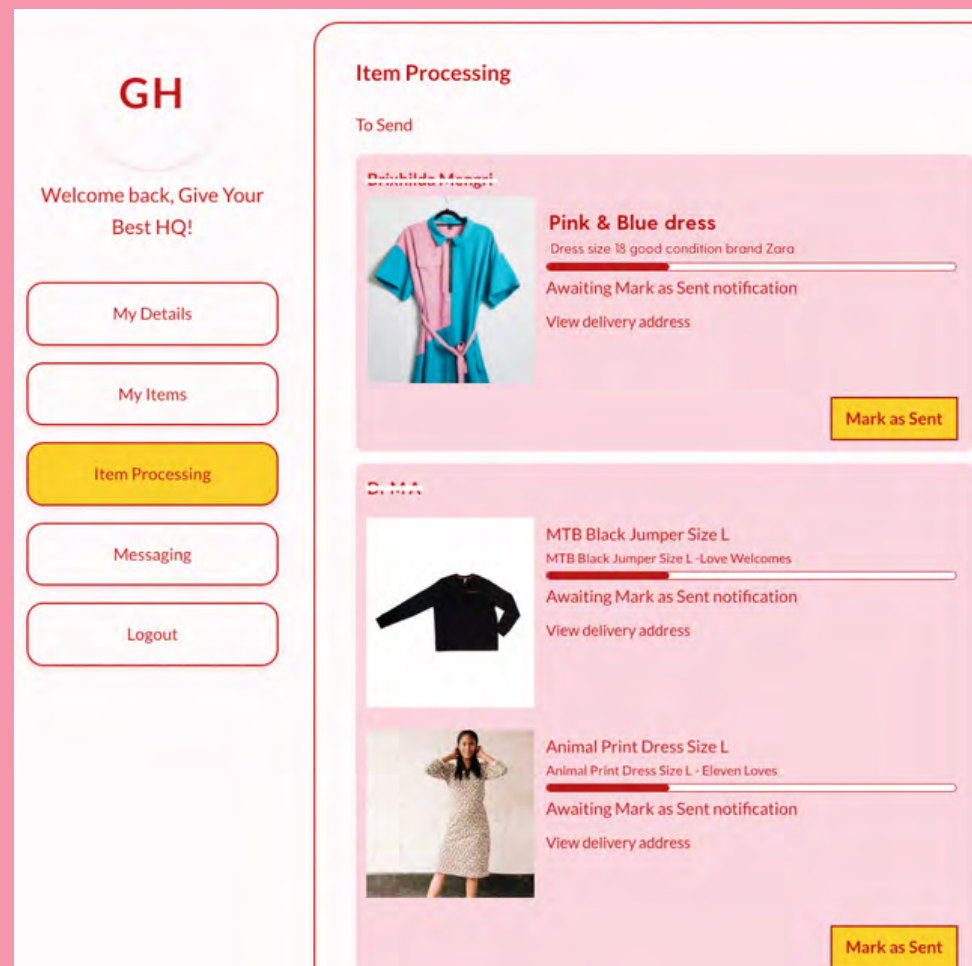 GH
Welcome back, Give Your
Best HQ!
My Details
My Items
Item Processing
Messaging
Logout
Item Processing
To Send
Pink & Blue dress
Dress size 18 good condition brand Zara
Awaiting Mark as Sent notification
View delivery address
Mark as Sent
MTB Black Jumper Size L
MTB Black Jumper Size L -Love Welcomes
Awaiting Mark as Sent notification
View delivery address
Animal Print Dress Size L
Animal Print Dress Size L - Eleven Loves
Awaiting Mark as Sent notification
View delivery address
Mark as Sent